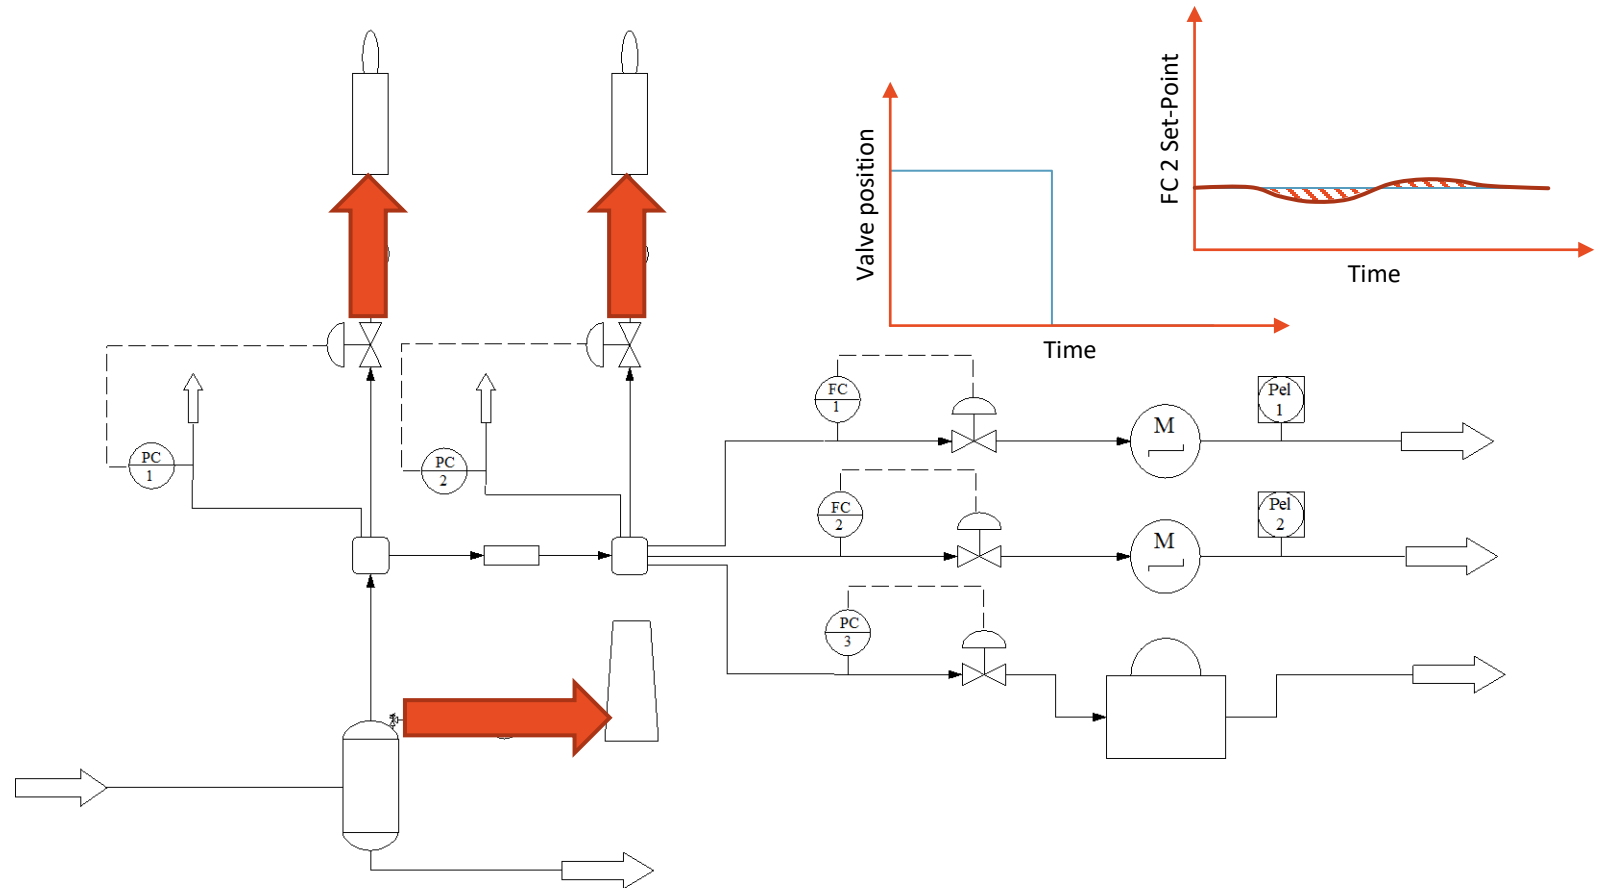 FC 2 Set-Point
Time
Valve position
Time
FC
1
M
Pel
1
PC
1
PC
2
FC
2
M
Pel
2
PC
3